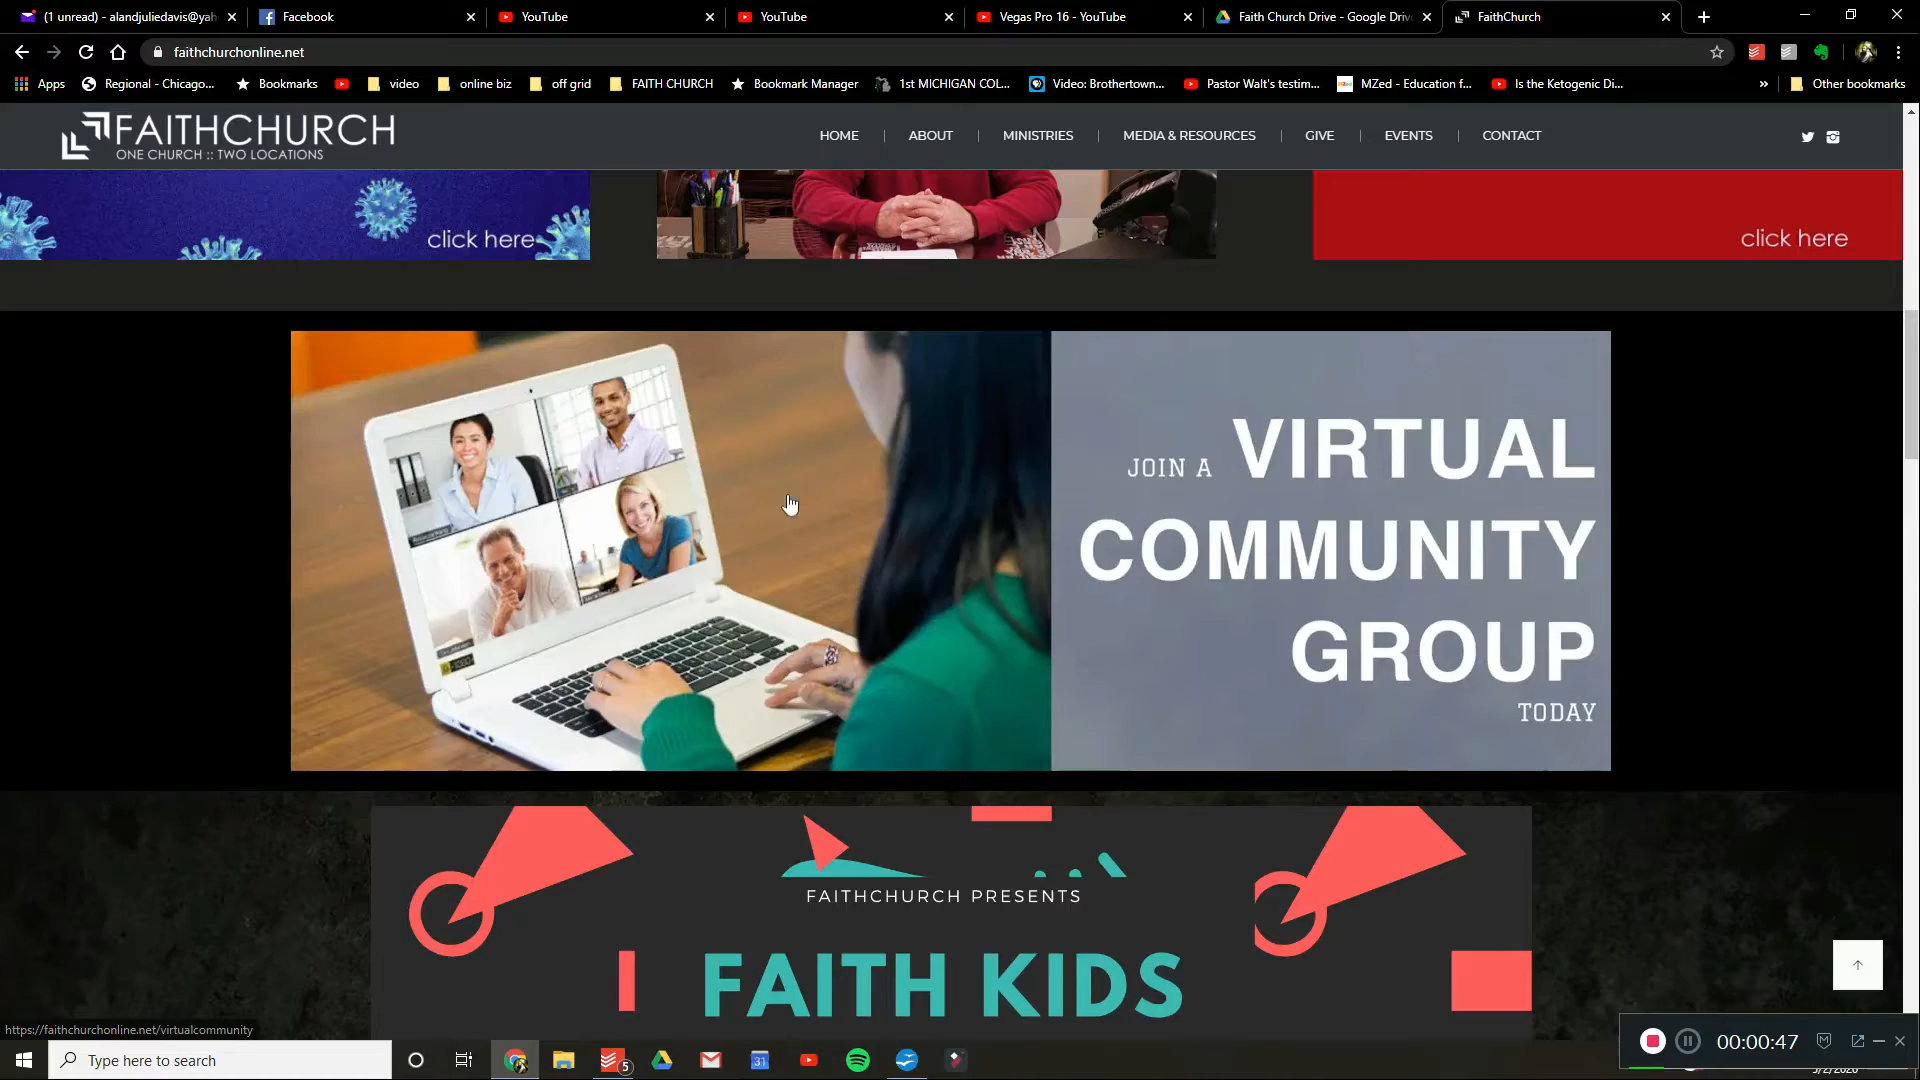 (1 unread) - alandjuliedavis@yah
Facebook
YouTube
YouTube
Vegas Pro 16 - YouTube
Faith Church Drive - Google Driv
FaithChurch
faithchurchonline.net
Apps
Regional - Chicago...
Bookmarks
video
online biz
off grid
FAITH CHURCH
Bookmark Manager
1st MICHIGAN COL...
Video: Brothertown...
Pastor Walt's testim...
MZed - Education f...
Is the Ketogenic Di...
»
Other bookmarks
FAITHCHURCH
ONE CHURCH :: TWO LOCATIONS
HOME | ABOUT | MINISTRIES | MEDIA & RESOURCES | GIVE | EVENTS | CONTACT
click here
click here
JOIN A VIRTUAL
COMMUNITY
GROUP
TODAY
FAITHCHURCH PRESENTS
FAITH KIDS
https://faithchurchonline.net/virtualcommunity
Type here to search
5
31
00:00:47